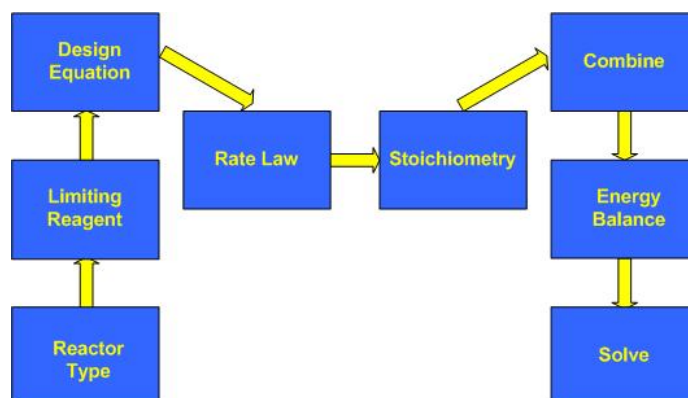 Design
Equation
Combine
Rate Law
Stoichiometry
Limiting
Reagent
Energy
Balance
Reactor
Type
Solve